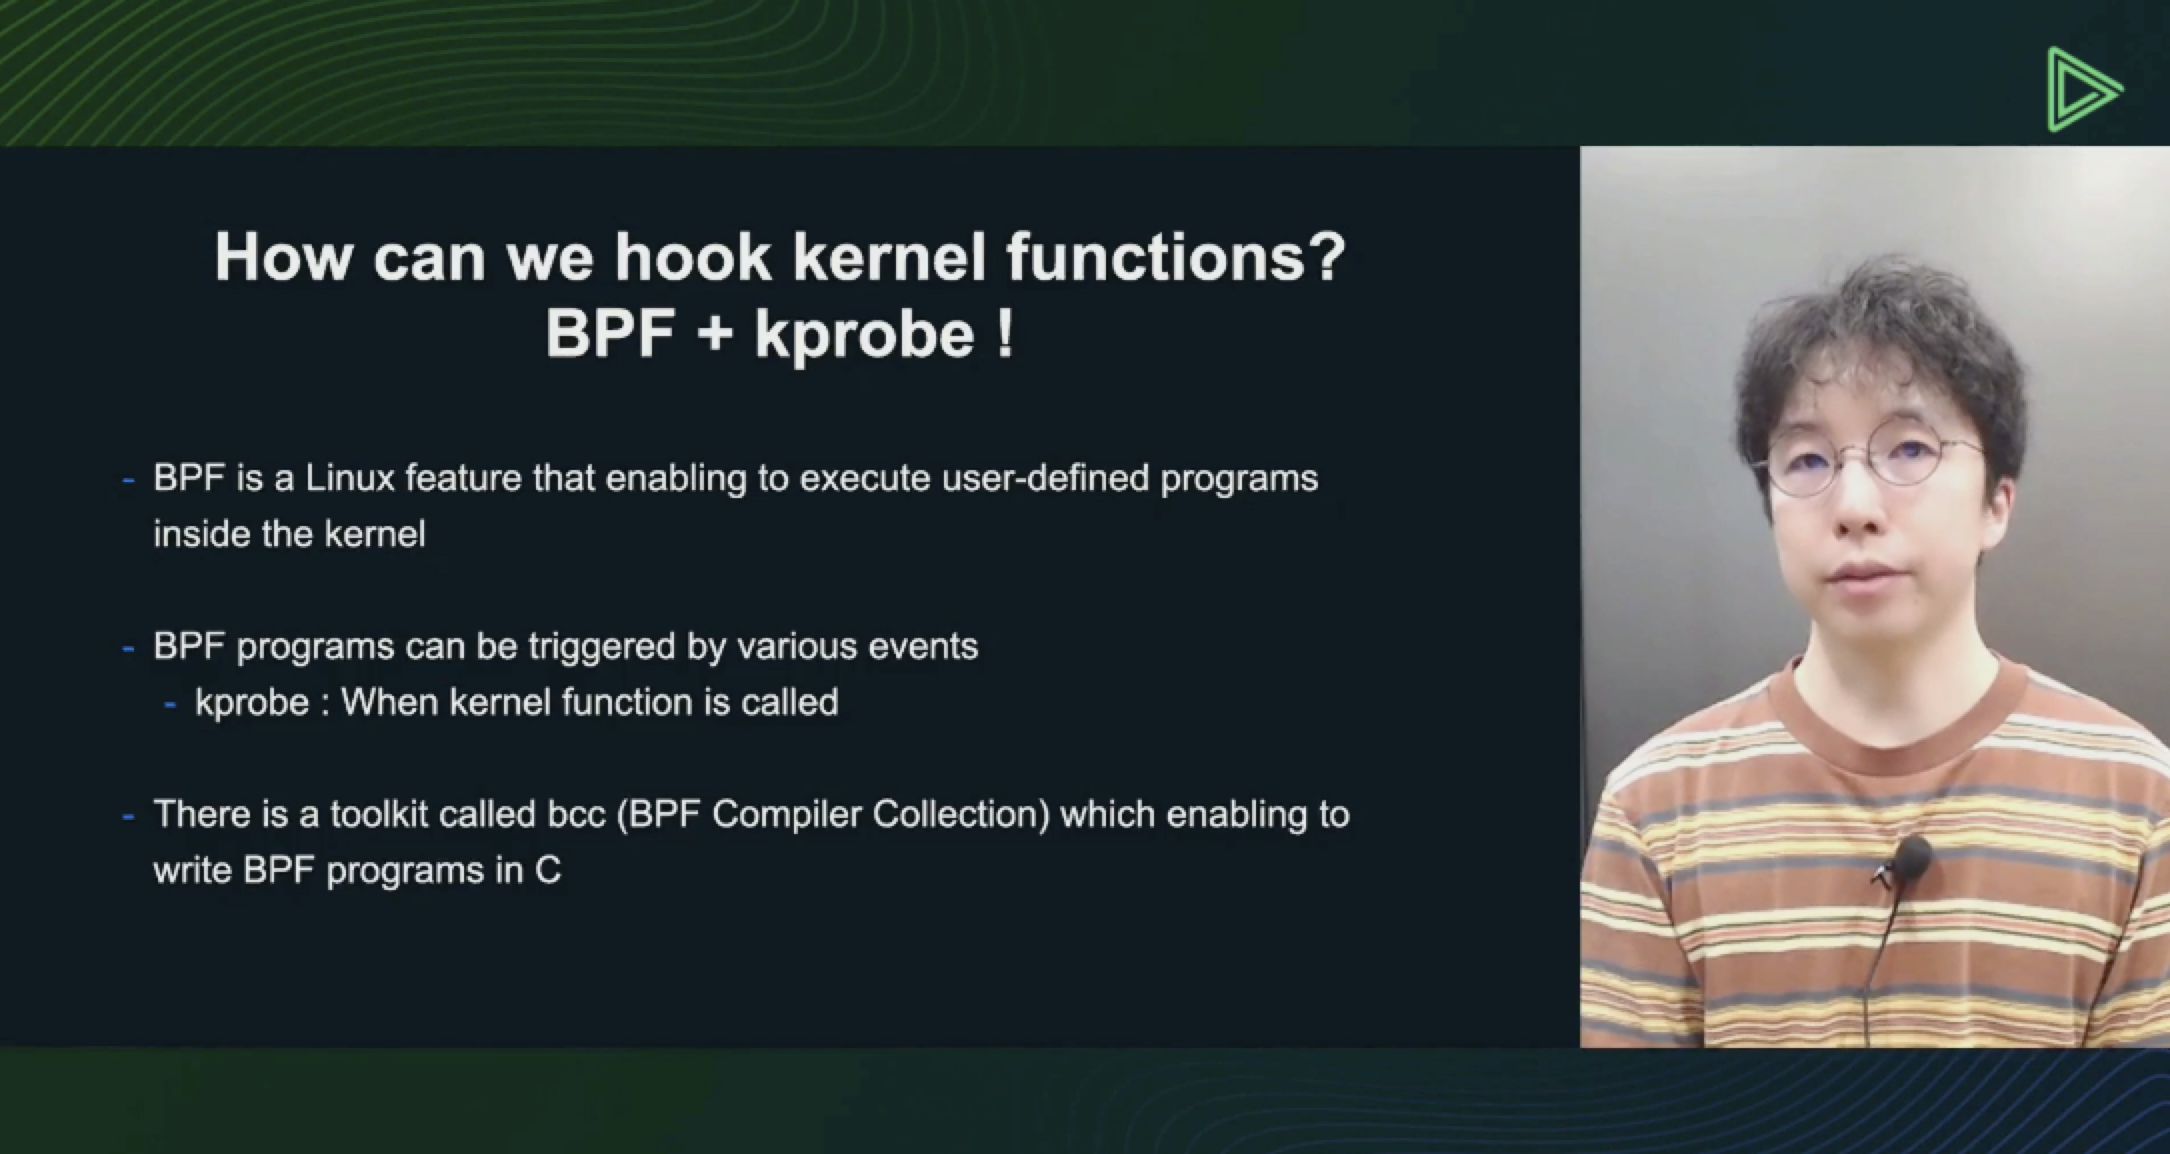 How can we hook kernel functions?
BPF + kprobe !
- BPF is a Linux feature that enabling to execute user-defined programs
inside the kernel
- BPF programs can be triggered by various events
- kprobe : When kernel function is called
- There is a toolkit called bcc (BPF Compiler Collection) which enabling to
write BPF programs in C